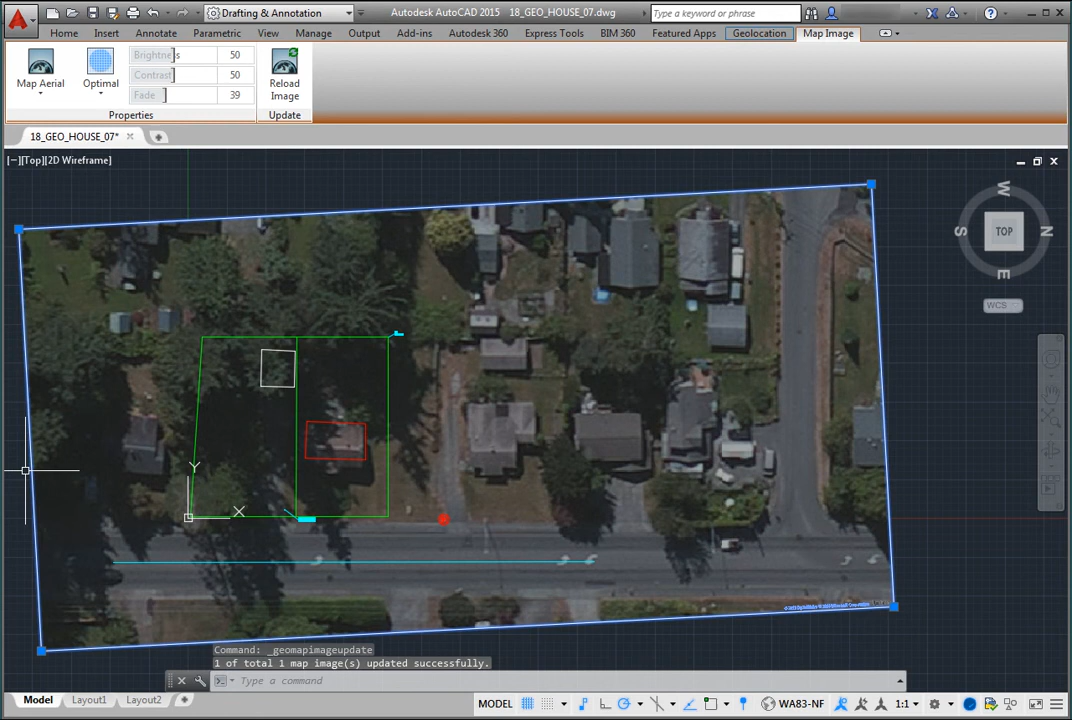 Drafting & Annotation
Autodesk AutoCAD 2015 18_GEO_HOUSE_07.dwg
Type a keyword or phrase
Home Insert Annotate Parametric View Manage Output Add-ins Autodesk 360 Express Tools BIM 360 Featured Apps Geolocation Map Image
Map Aerial
Optimal
Brightness 50
Contrast 50
Fade 39
Reload
Image
Properties
Update
18_GEO_HOUSE_07*
[−][Top][2D Wireframe]
W
S
TOP
N
E
WCS
Y
X
Command: _geomapimageupdate
1 of total 1 map image(s) updated successfully.
Type a command
Model Layout1 Layout2
MODEL
WA83-NF
1:1